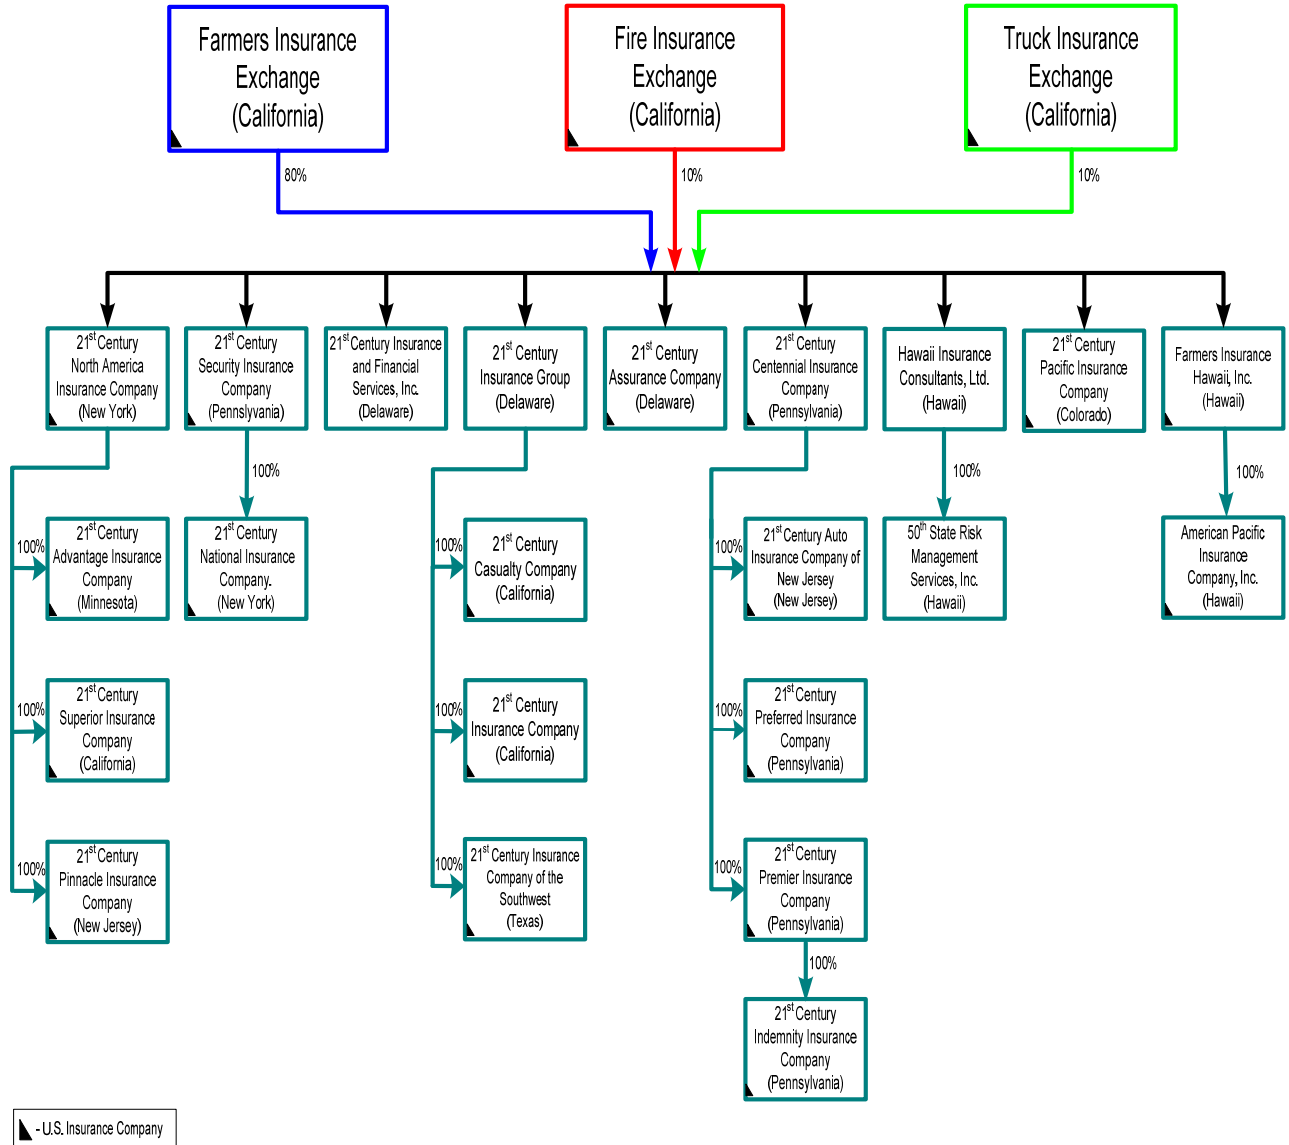 Farmers Insurance
Exchange
(California)
Fire Insurance
Exchange
(California)
Truck Insurance
Exchange
(California)
80%
10%
10%
21st Century
North America
Insurance Company
(New York)
21st Century
Security Insurance
Company
(Pennslyvania)
21st Century Insurance
and Financial
Services, Inc.
(Delaware)
21st Century
Insurance Group
(Delaware)
21st Century
Assurance Company
(Delaware)
21st Century
Centennial Insurance
Company
(Pennsylvania)
Hawaii Insurance
Consultants, Ltd.
(Hawaii)
21st Century
Pacific Insurance
Company
(Colorado)
Farmers Insurance
Hawaii, Inc.
(Hawaii)
100%
100%
100%
100%
21st Century
Advantage Insurance
Company
(Minnesota)
21st Century
National Insurance
Company.
(New York)
100%
21st Century
Casualty Company
(California)
100%
21st Century Auto
Insurance Company of
New Jersey
(New Jersey)
50th State Risk
Management
Services, Inc.
(Hawaii)
American Pacific
Insurance
Company, Inc.
(Hawaii)
100%
21st Century
Superior Insurance
Company
(California)
100%
21st Century
Insurance Company
(California)
100%
21st Century
Preferred Insurance
Company
(Pennsylvania)
100%
21st Century
Pinnacle Insurance
Company
(New Jersey)
100%
21st Century Insurance
Company of the
Southwest
(Texas)
100%
21st Century
Premier Insurance
Company
(Pennsylvania)
100%
21st Century
Indemnity Insurance
Company
(Pennsylvania)
- U.S. Insurance Company